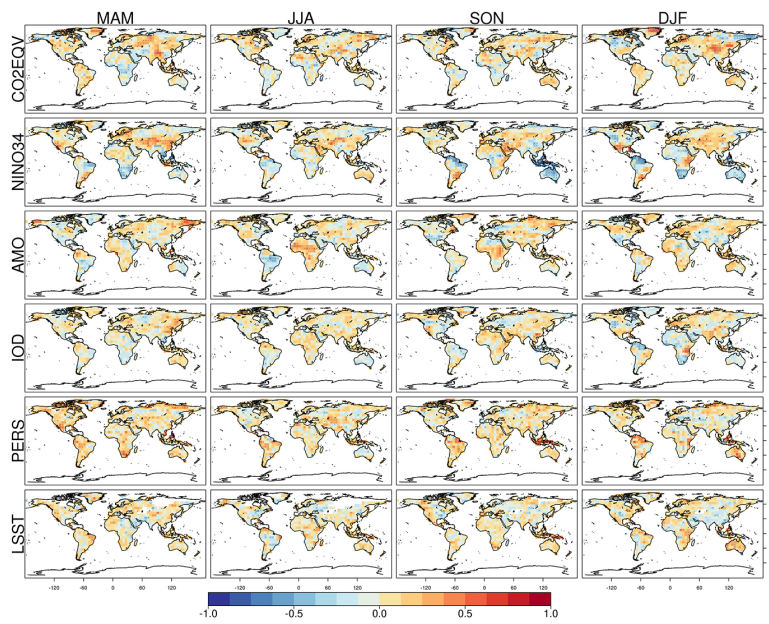 MAM JJA SON DJF
CO2EQV
NINO34
AMO
IOD
PERS
LSST
-120 -60 0 60 120 -120 -60 0 60 120 -120 -60 0 60 120 -120 -60 0 60 120
-1.0 -0.5 0.0 0.5 1.0